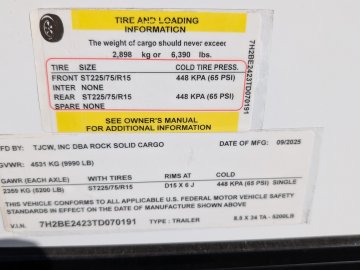 TIRE AND LOADING
INFORMATION
The weight of cargo should never exceed
2,898 kg or 6,390 lbs.
TIRE SIZE COLD TIRE PRESS.
FRONT ST225/75/R15 448 KPA (65 PSI)
INTER NONE
REAR ST225/75/R15 448 KPA (65 PSI)
SPARE NONE
SEE OWNER'S MANUAL
FOR ADDITIONAL INFORMATION
7H2BE2423TD070191
MFD BY: TJCW, INC DBA ROCK SOLID CARGO DATE OF MFG: 09/2025
GVWR: 4531 KG (9990 LB)
GAWR (EACH AXLE) TIRES RIMS COLD
2359 KG (5200 LB) ST225/75/R15 D15 X 6 J 448 KPA (65 PSI) SINGLE
THIS VEHICLE CONFORMS TO ALL APPLICABLE U.S. FEDERAL MOTOR VEHICLE SAFETY
STANDARDS IN EFFECT ON THE DATE OF MANUFACTURE SHOWN ABOVE
V.I.N. 7H2BE2423TD070191 TYPE: TRAILER 8.5 X 24 TA - 5200LB